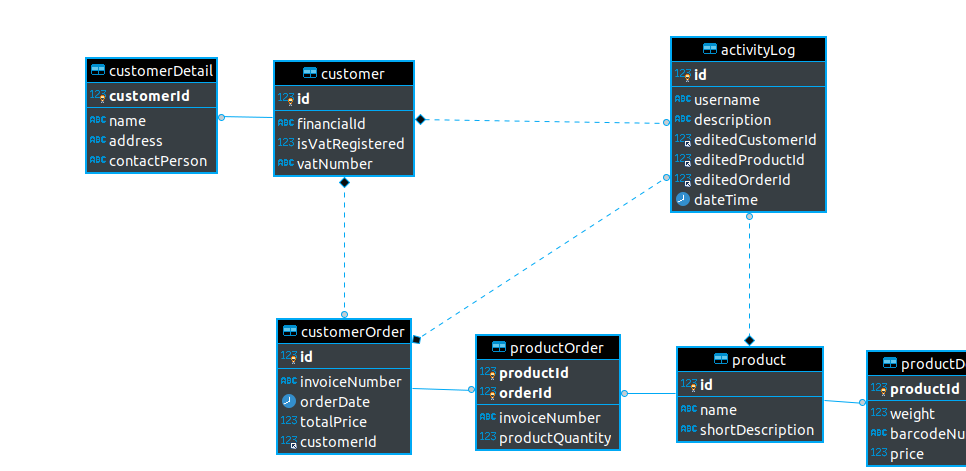 customerDetail
123 customerId
ABC name
ABC address
ABC contactPerson
customer
123 id
ABC financialId
123 isVatRegistered
ABC vatNumber
activityLog
123 id
ABC username
ABC description
123 editedCustomerId
123 editedProductId
123 editedOrderId
dateTime
customerOrder
123 id
ABC invoiceNumber
orderDate
123 totalPrice
123 customerId
productOrder
123 productId
123 orderId
ABC invoiceNumber
123 productQuantity
product
123 id
ABC name
ABC shortDescription
productD
123 productId
123 weight
ABC barcodeNu
123 price